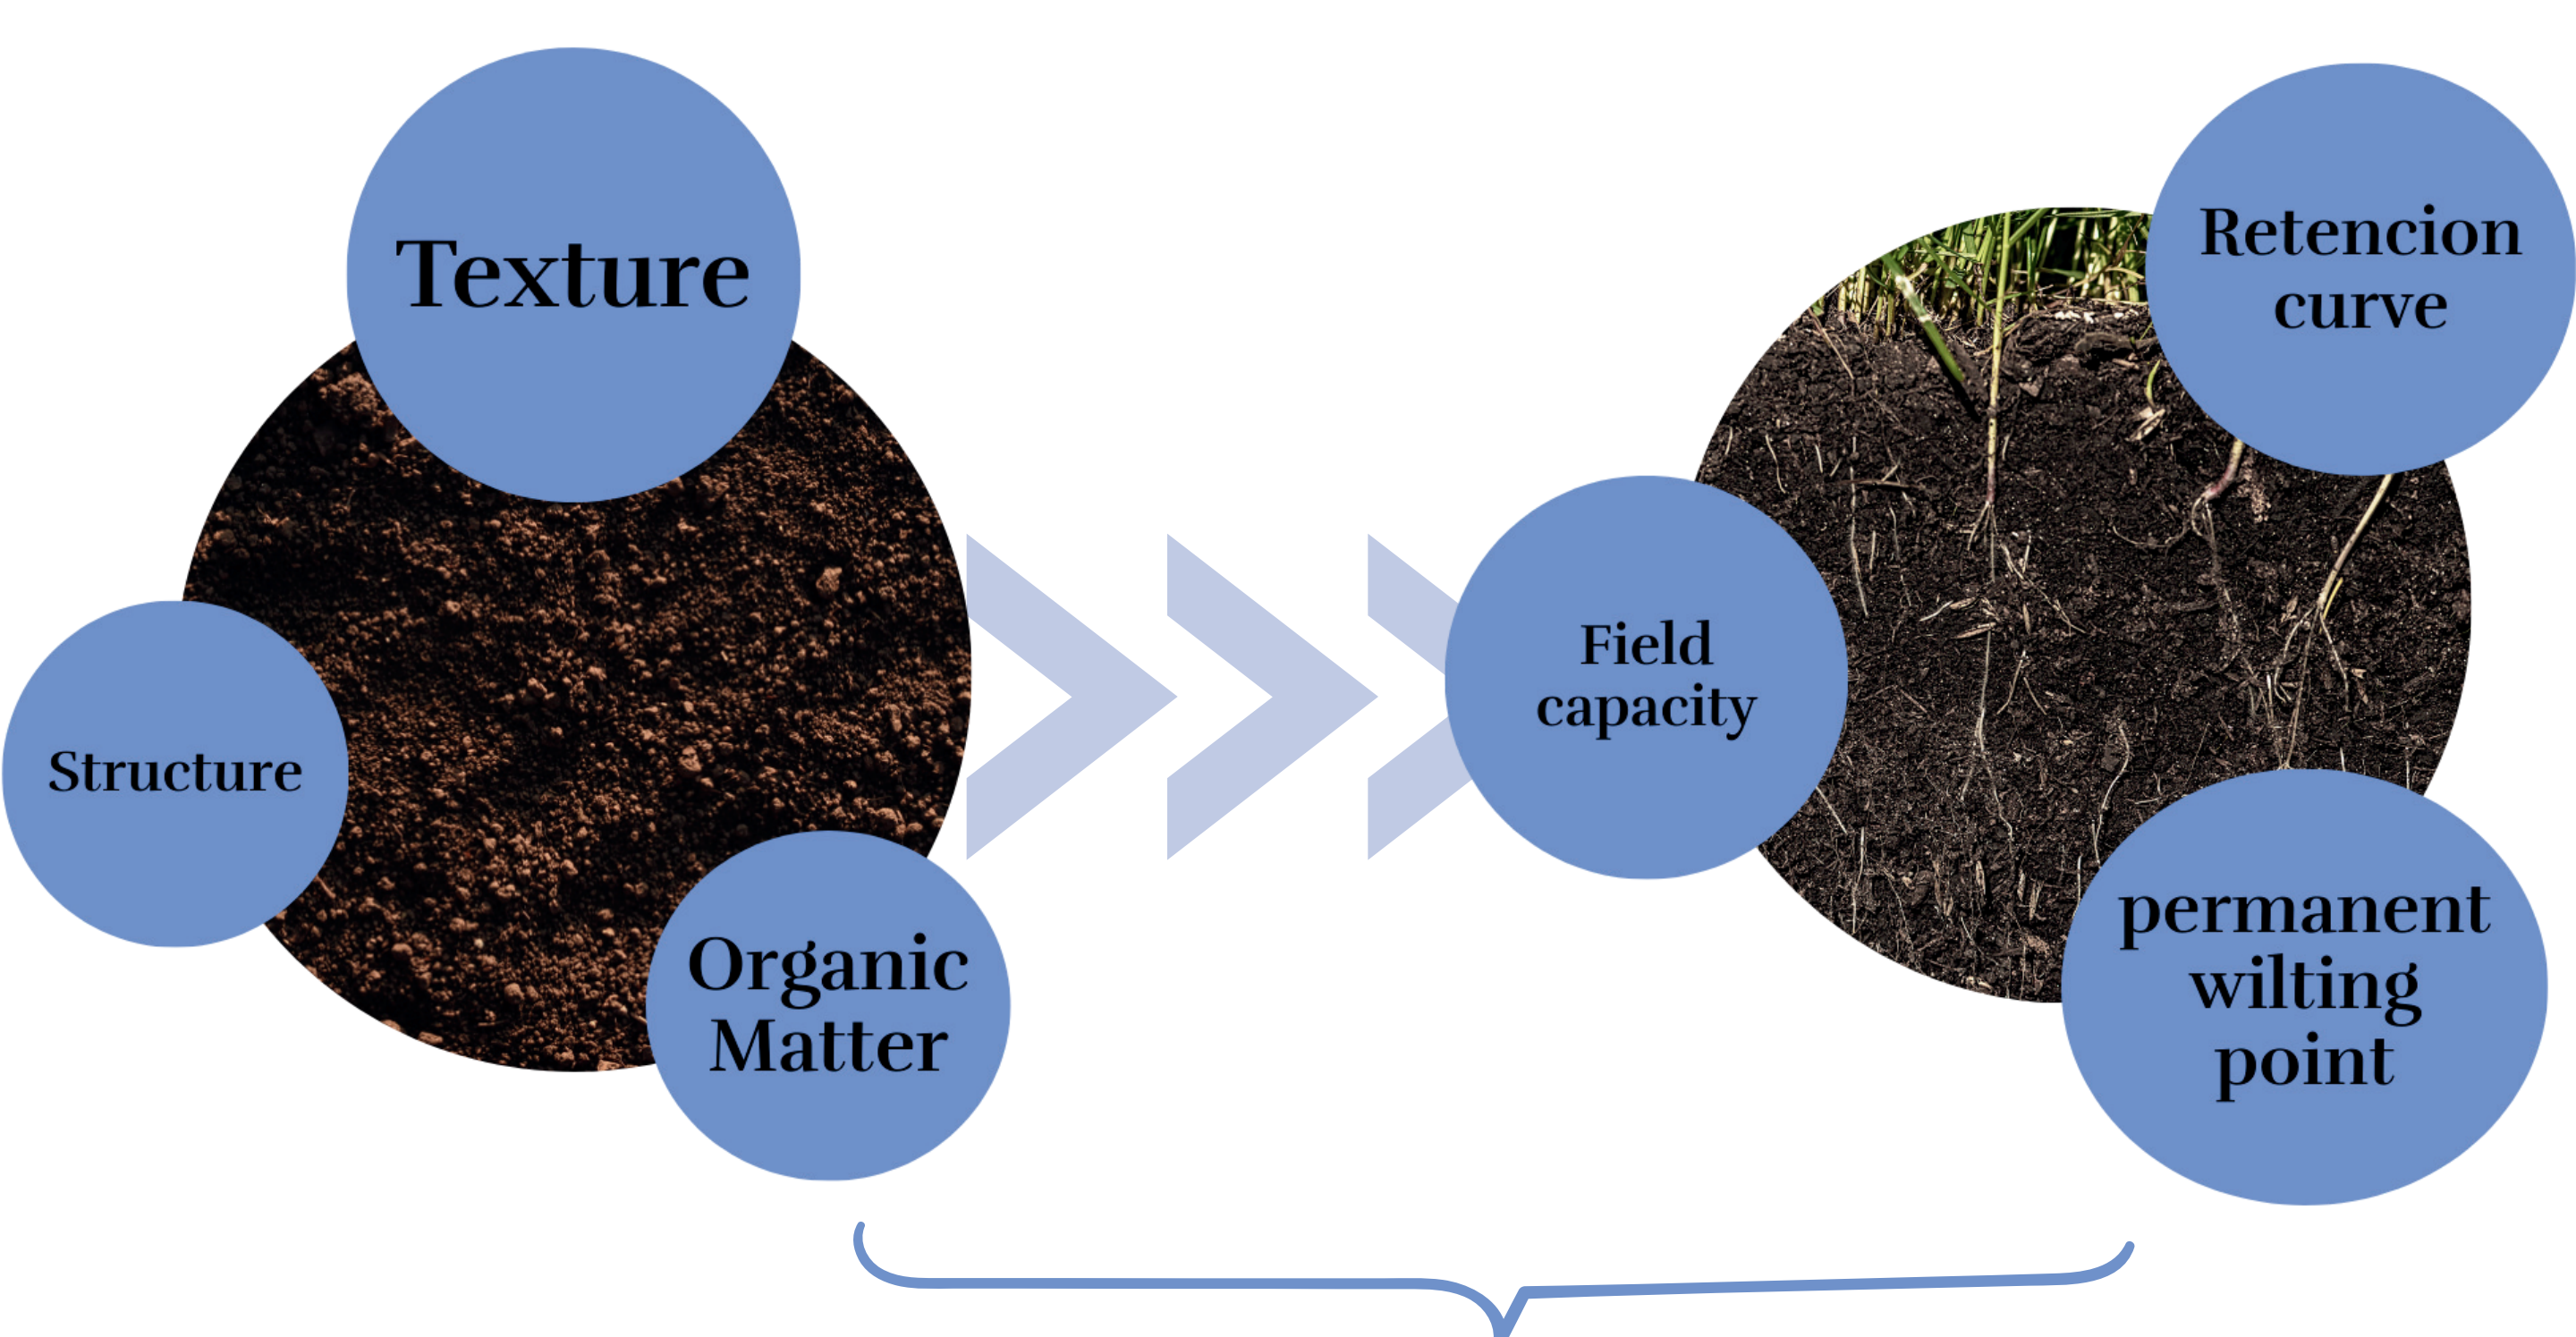 Texture
Structure
Organic
Matter
Field
capacity
Retencion
curve
permanent
wilting
point